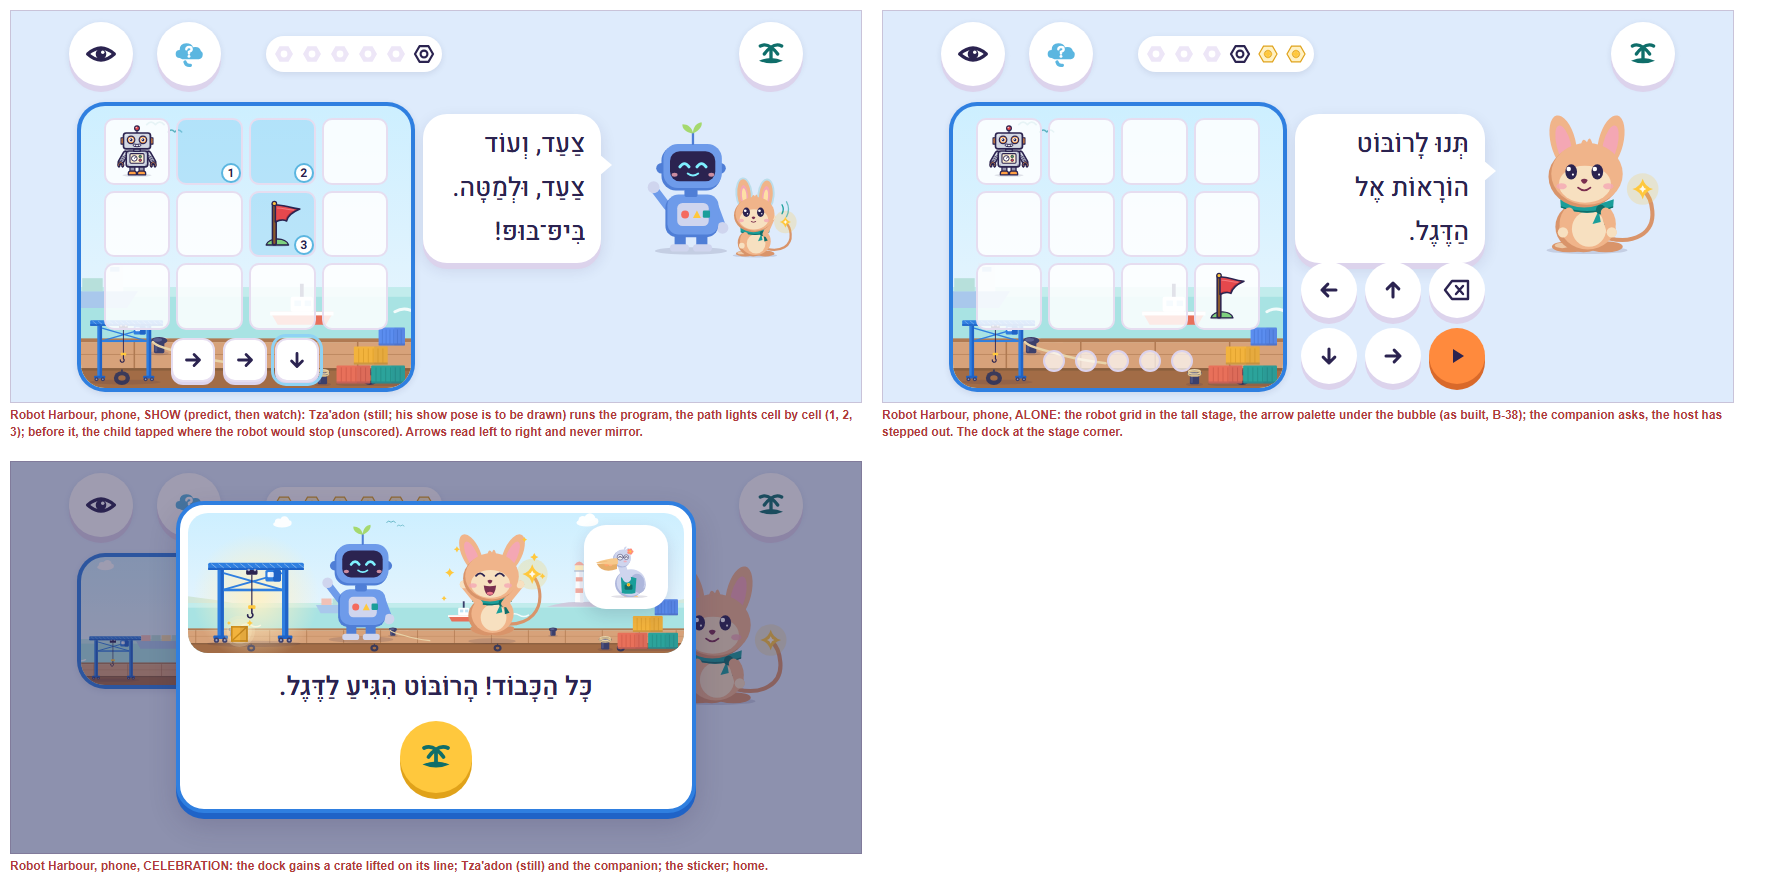 צַעַד, וְעוֹד
צַעַד, וּלְמַטָּה.
בִּיפּ־בּוּפּ!
1
2
3
Robot Harbour, phone, SHOW (predict, then watch): Tza'adon (still; his show pose is to be drawn) runs the program, the path lights cell by cell (1, 2,
3); before it, the child tapped where the robot would stop (unscored). Arrows read left to right and never mirror.
תְּנוּ לָרוֹבּוֹט
הוֹרָאוֹת אֶל
הַדֶּגֶל.
Robot Harbour, phone, ALONE: the robot grid in the tall stage, the arrow palette under the bubble (as built, B-38); the companion asks, the host has
stepped out. The dock at the stage corner.
כָּל הַכָּבוֹד! הָרוֹבּוֹט הִגִּיעַ לַדֶּגֶל.
Robot Harbour, phone, CELEBRATION: the dock gains a crate lifted on its line; Tza'adon (still) and the companion; the sticker; home.